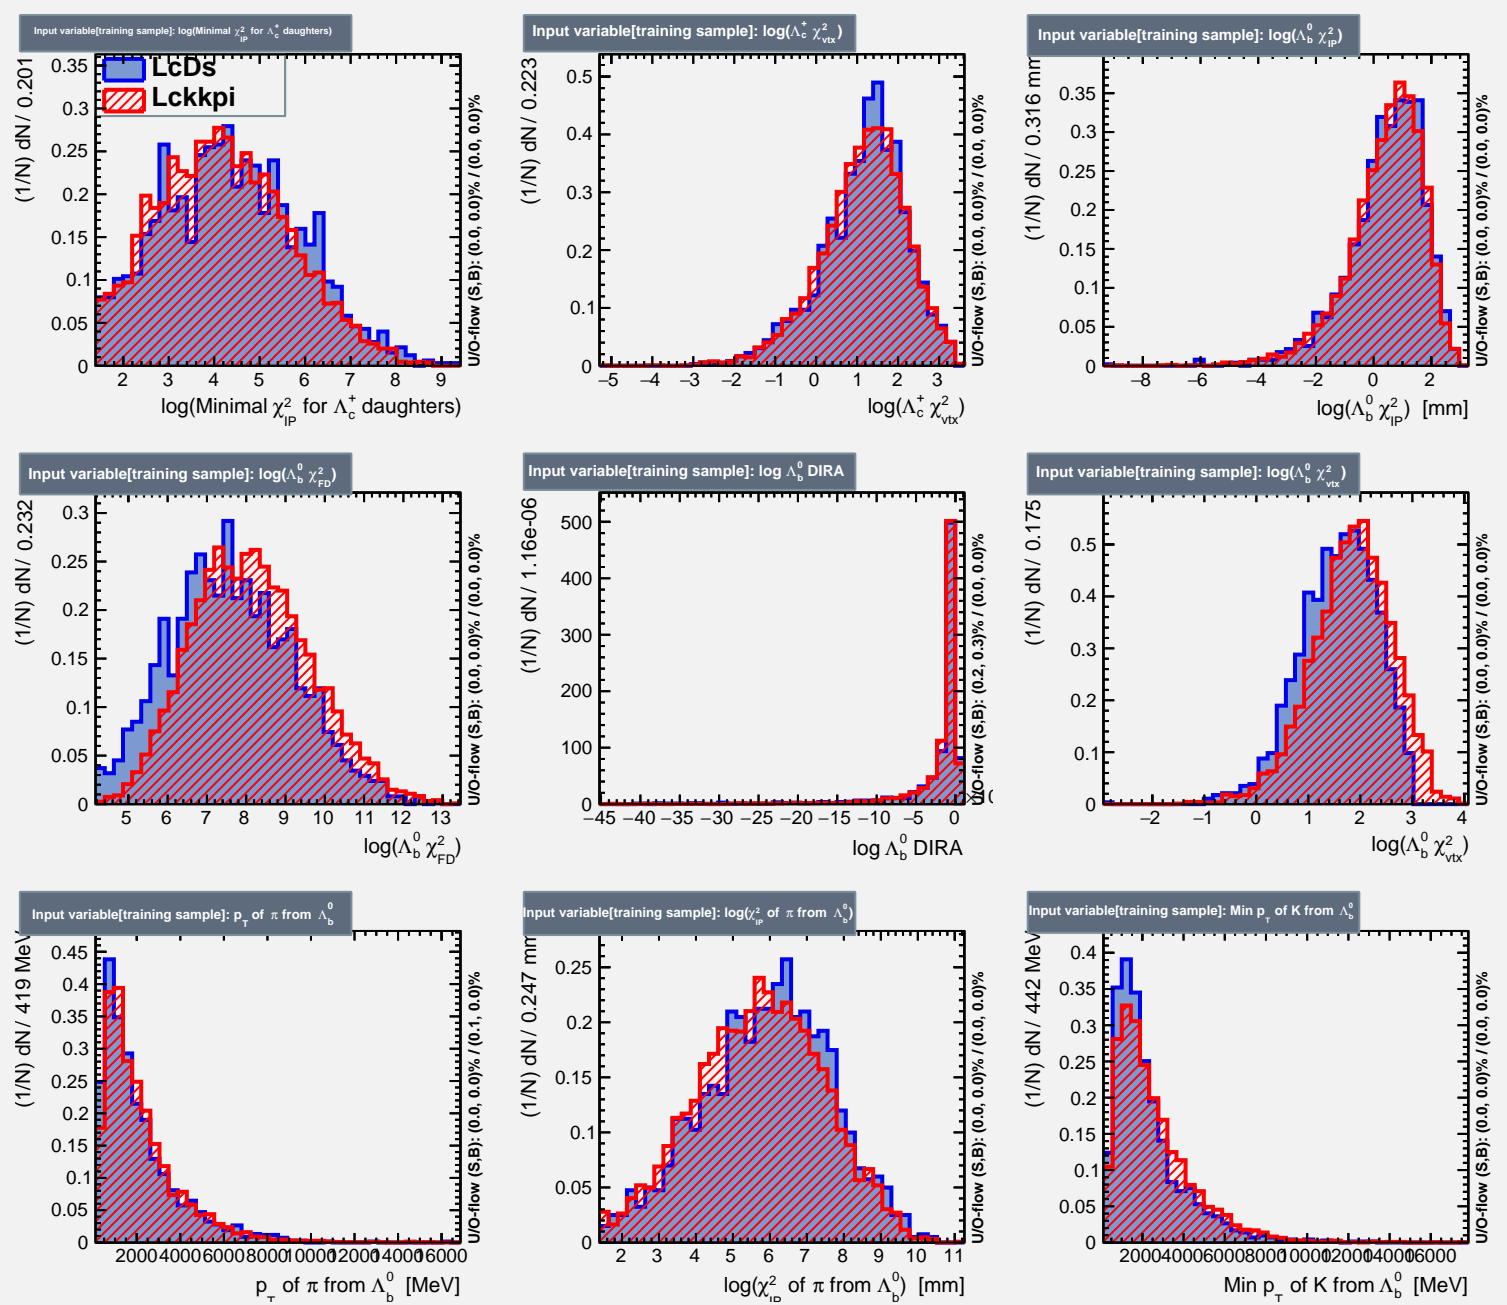 Input variable[training sample]: log(Minimal χ²IP for Λc+ daughters)
(1/N) dN / 0.201
LcDs
Lckkpi
0.35
0.3
0.25
0.2
0.15
0.1
0.05
0
2 3 4 5 6 7 8 9
log(Minimal χ²IP for Λc+ daughters)
U/O-flow (S,B): (0.0, 0.0)% / (0.0, 0.0)%
Input variable[training sample]: log(Λc+ χ²vtx)
(1/N) dN / 0.223
0.5
0.4
0.3
0.2
0.1
0
−5 −4 −3 −2 −1 0 1 2 3
log(Λc+ χ²vtx)
U/O-flow (S,B): (0.0, 0.0)% / (0.0, 0.0)%
Input variable[training sample]: log(Λb0 χ²IP)
(1/N) dN / 0.316 mm
0.35
0.3
0.25
0.2
0.15
0.1
0.05
0
−8 −6 −4 −2 0 2
log(Λb0 χ²IP) [mm]
U/O-flow (S,B): (0.0, 0.0)% / (0.0, 0.0)%
Input variable[training sample]: log(Λb0 χ²FD)
(1/N) dN / 0.232
0.3
0.25
0.2
0.15
0.1
0.05
0
5 6 7 8 9 10 11 12 13
log(Λb0 χ²FD)
U/O-flow (S,B): (0.0, 0.0)% / (0.0, 0.0)%
Input variable[training sample]: log Λb0 DIRA
(1/N) dN / 1.16e-06
500
400
300
200
100
0
−45 −40 −35 −30 −25 −20 −15 −10 −5 0
log Λb0 DIRA
U/O-flow (S,B): (0.2, 0.3)% / (0.0, 0.0)%
Input variable[training sample]: log(Λb0 χ²vtx)
(1/N) dN / 0.175
0.5
0.4
0.3
0.2
0.1
0
−2 −1 0 1 2 3 4
log(Λb0 χ²vtx)
U/O-flow (S,B): (0.0, 0.0)% / (0.0, 0.0)%
Input variable[training sample]: pT of π from Λb0
(1/N) dN / 419 MeV
0.45
0.4
0.35
0.3
0.25
0.2
0.15
0.1
0.05
0
2000 4000 6000 8000 10000 12000 14000 16000
pT of π from Λb0 [MeV]
U/O-flow (S,B): (0.0, 0.0)% / (0.1, 0.0)%
Input variable[training sample]: log(χ²IP of π from Λb0)
(1/N) dN / 0.247 mm
0.25
0.2
0.15
0.1
0.05
0
2 3 4 5 6 7 8 9 10 11
log(χ²IP of π from Λb0) [mm]
U/O-flow (S,B): (0.0, 0.0)% / (0.0, 0.0)%
Input variable[training sample]: Min pT of K from Λb0
(1/N) dN / 442 MeV
0.4
0.35
0.3
0.25
0.2
0.15
0.1
0.05
0
2000 4000 6000 8000 10000 12000 14000 16000
Min pT of K from Λb0 [MeV]
U/O-flow (S,B): (0.0, 0.0)% / (0.0, 0.0)%